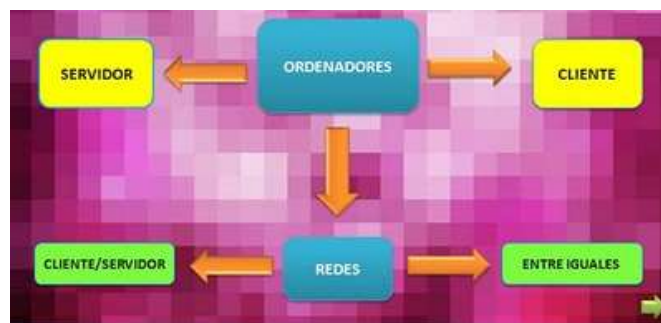 SERVIDOR
ORDENADORES
CLIENTE
CLIENTE/SERVIDOR
REDES
ENTRE IGUALES